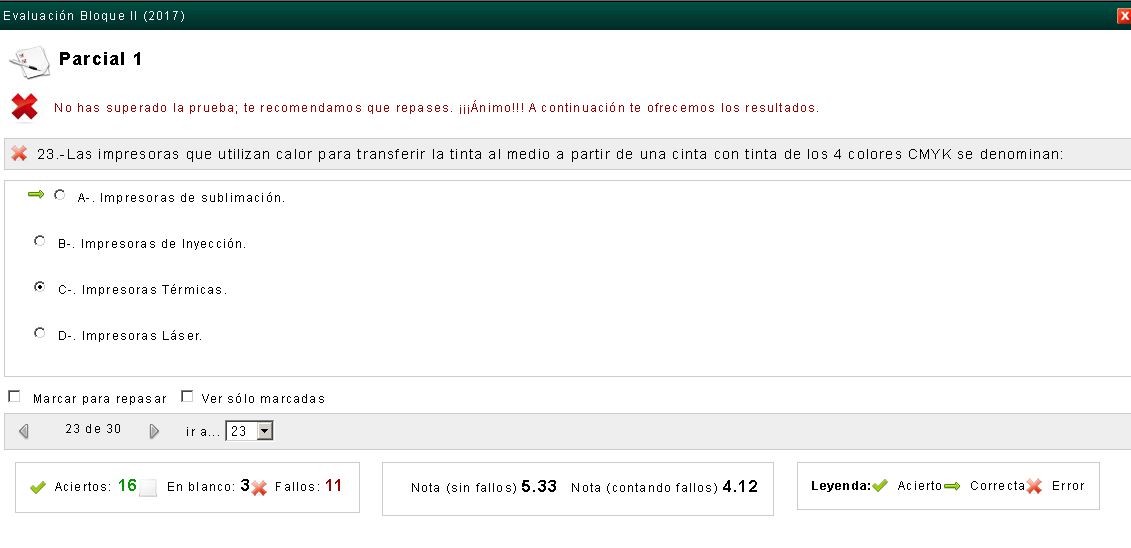 Evaluación Bloque II (2017)
Parcial 1
No has superado la prueba; te recomendamos que repases. ¡¡¡Ánimo!!! A continuación te ofrecemos los resultados.
23.-Las impresoras que utilizan calor para transferir la tinta al medio a partir de una cinta con tinta de los 4 colores CMYK se denominan:
A-. Impresoras de sublimación.
B-. Impresoras de Inyección.
C-. Impresoras Térmicas.
D-. Impresoras Láser.
Marcar para repasar Ver sólo marcadas
23 de 30 ir a... 23
Aciertos: 16 En blanco: 3 Fallos: 11 Nota (sin fallos) 5.33 Nota (contando fallos) 4.12 Leyenda: Acierto Correcta Error